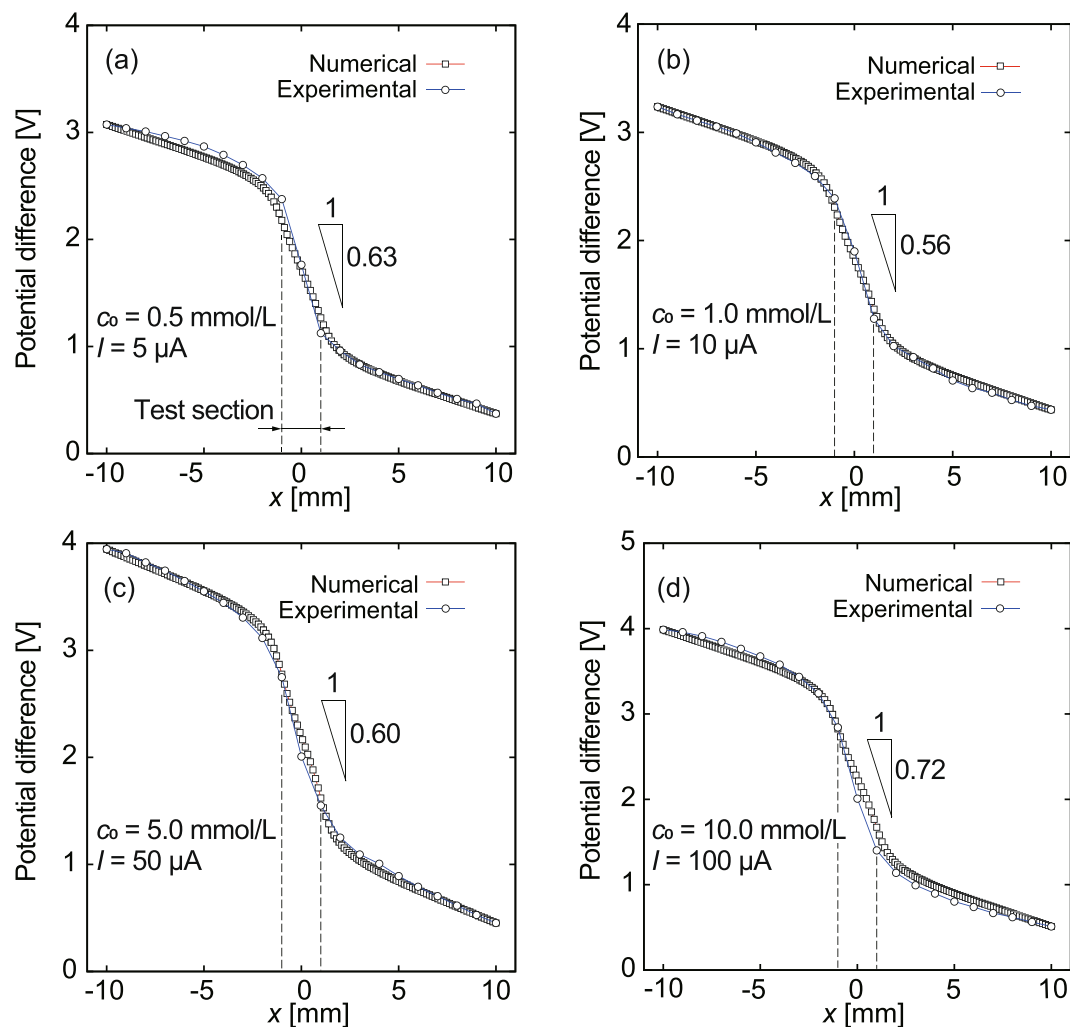 (a)
Numerical
Experimental
Potential difference [V]
4
3
2
1
0
1
0.63
c₀ = 0.5 mmol/L
I = 5 µA
Test section
-10 -5 0 5 10
x [mm]
(b)
Numerical
Experimental
Potential difference [V]
4
3
2
1
0
1
0.56
c₀ = 1.0 mmol/L
I = 10 µA
-10 -5 0 5 10
x [mm]
(c)
Numerical
Experimental
Potential difference [V]
4
3
2
1
0
1
0.60
c₀ = 5.0 mmol/L
I = 50 µA
-10 -5 0 5 10
x [mm]
(d)
Numerical
Experimental
Potential difference [V]
5
4
3
2
1
0
1
0.72
c₀ = 10.0 mmol/L
I = 100 µA
-10 -5 0 5 10
x [mm]